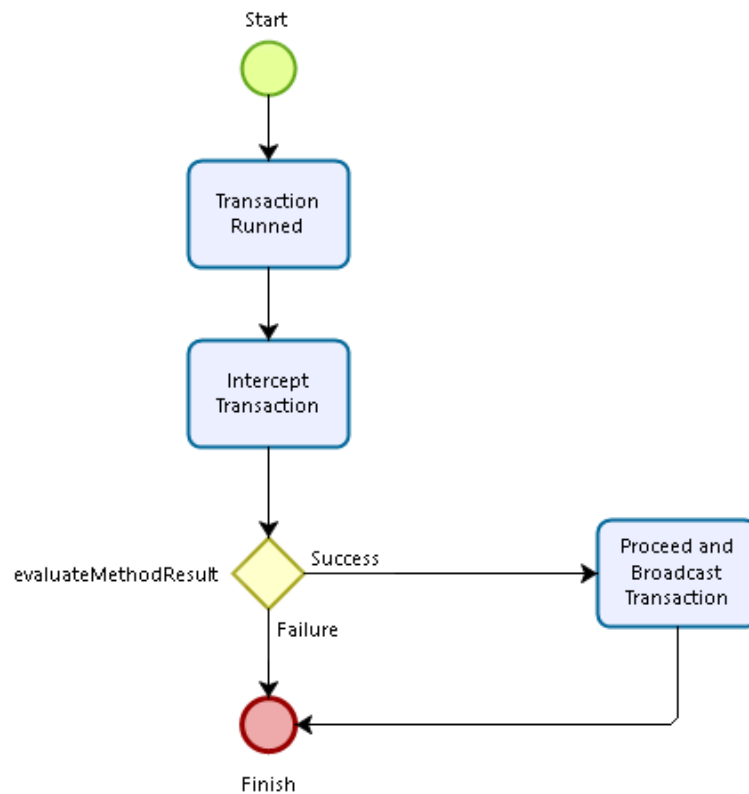 Start
Transaction
Runned
Intercept
Transaction
evaluateMethodResult
Success
Proceed and
Broadcast
Transaction
Failure
Finish